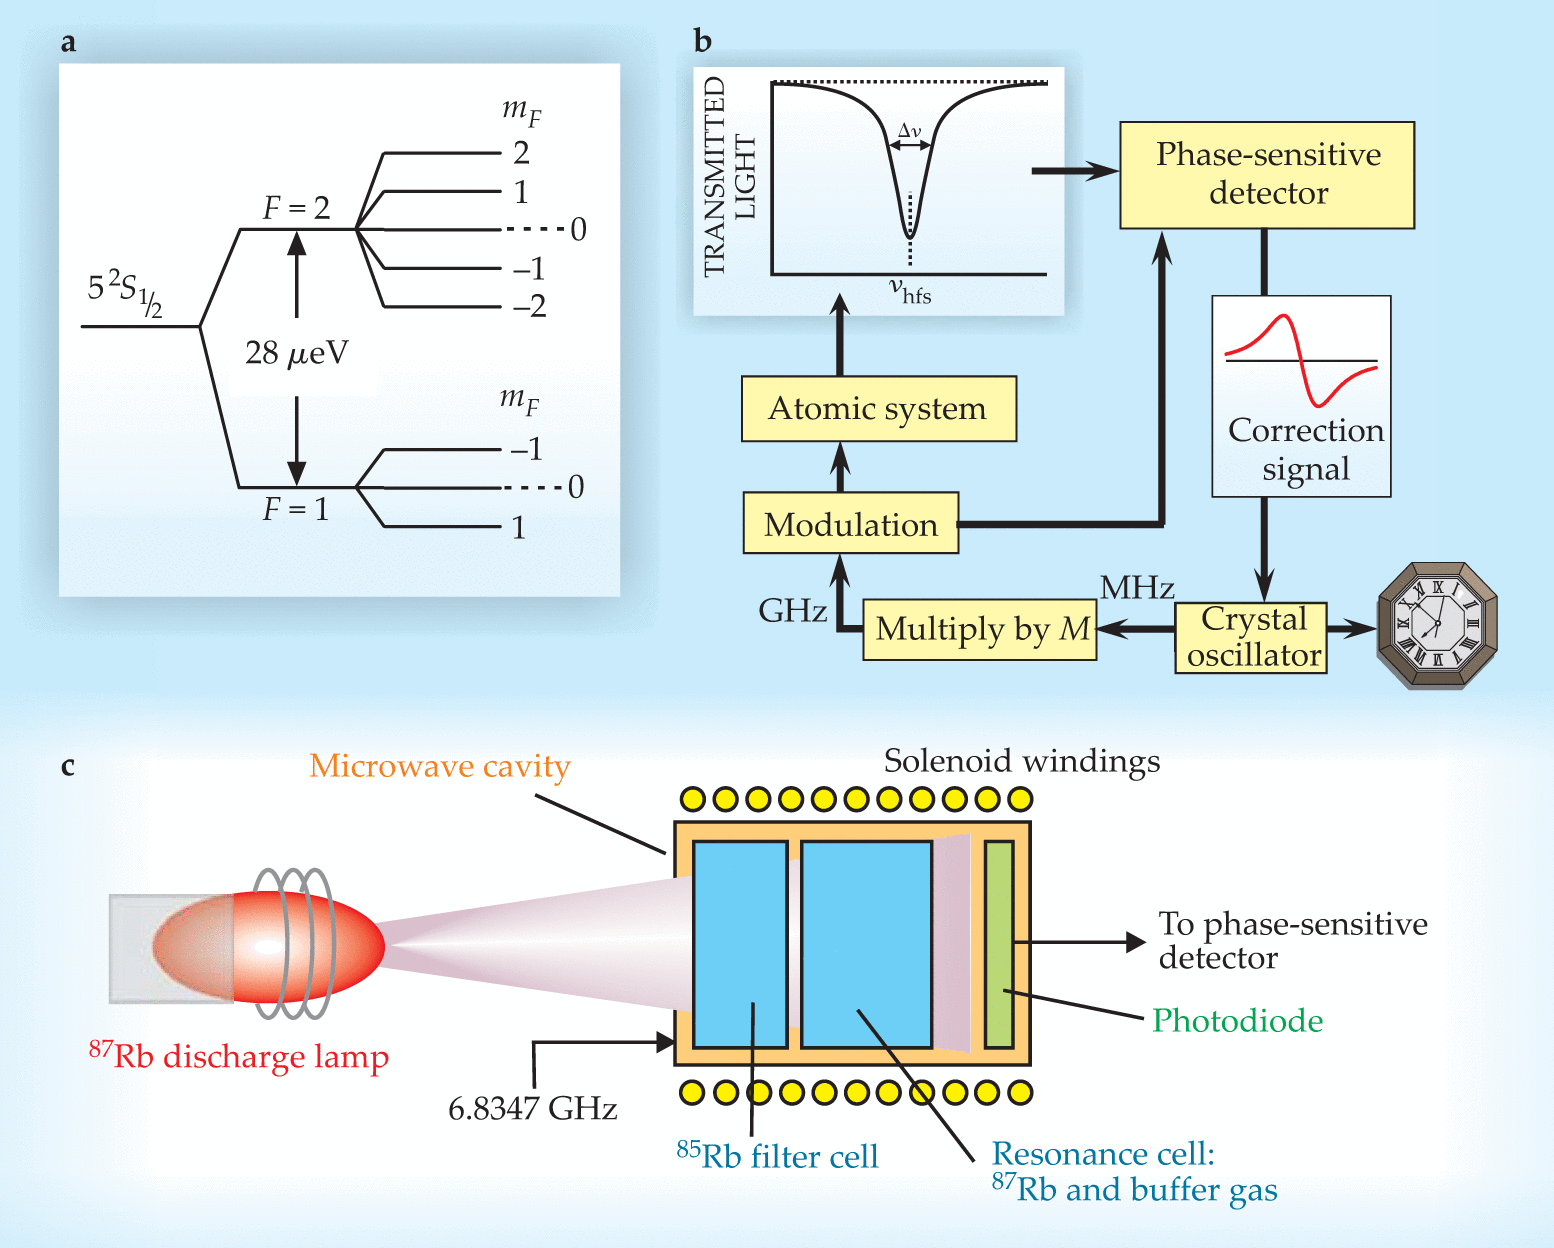 a
m_F
2
1
F = 2
0
–1
5 ²S₁/₂
–2
28 μeV
m_F
–1
0
F = 1
1
b
TRANSMITTED
LIGHT
Δν
ν_hfs
Phase-sensitive
detector
Correction
signal
Atomic system
Modulation
GHz
Multiply by M
MHz
Crystal
oscillator
c
Microwave cavity
Solenoid windings
To phase-sensitive
detector
Photodiode
⁸⁷Rb discharge lamp
6.8347 GHz
⁸⁵Rb filter cell
Resonance cell:
⁸⁷Rb and buffer gas